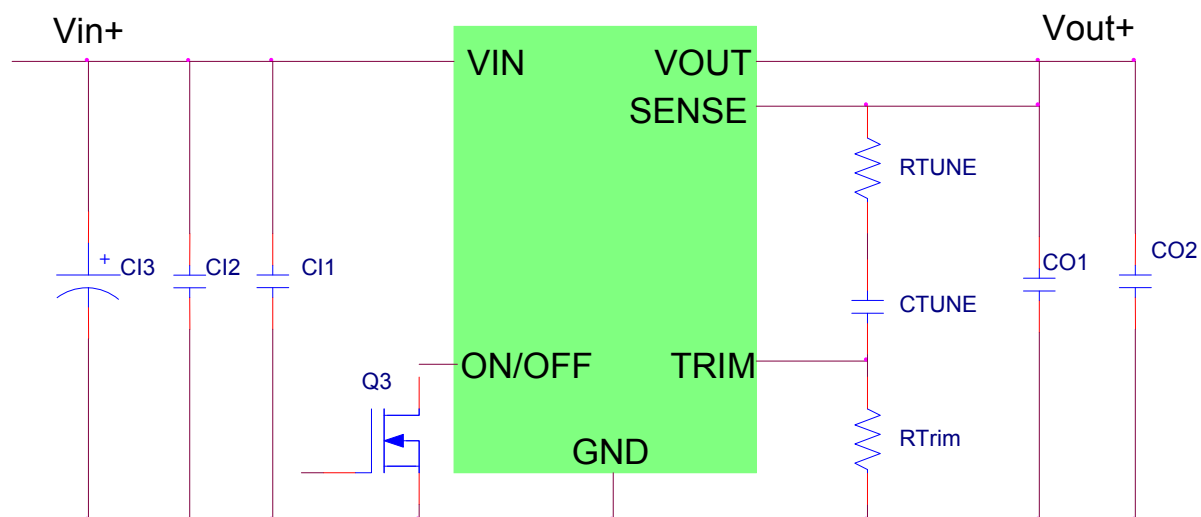 Vin+
Vout+
VIN
VOUT
SENSE
RTUNE
+
CI3
CI2
CI1
CO1
CO2
CTUNE
ON/OFF
TRIM
Q3
RTrim
GND